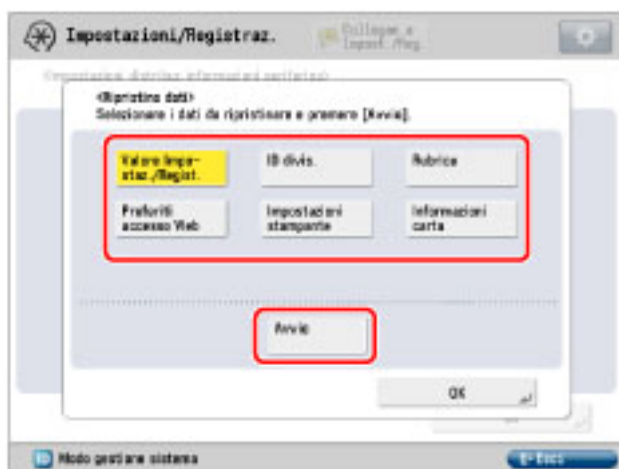 Impostazioni/Registraz.
<Ripristino dati>
Selezionare i dati da ripristinare e premere [Avvio].
Valore Impo-
staz./Regist.
ID divis.
Rubrica
Preferiti
accesso Web
Impostazioni
stampante
Informazioni
carta
Avvio
OK
Modo gestione sistema